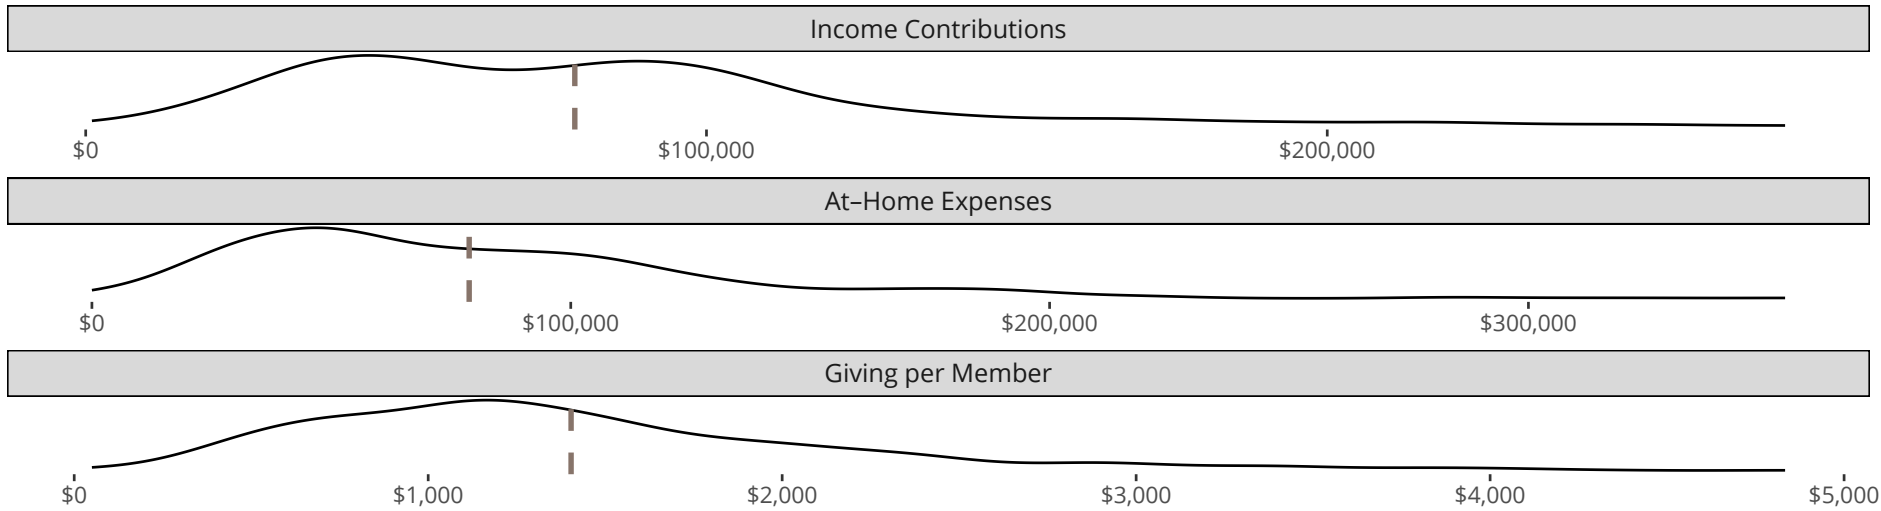 Income Contributions
$0 $100,000 $200,000
At–Home Expenses
$0 $100,000 $200,000 $300,000
Giving per Member
$0 $1,000 $2,000 $3,000 $4,000 $5,000